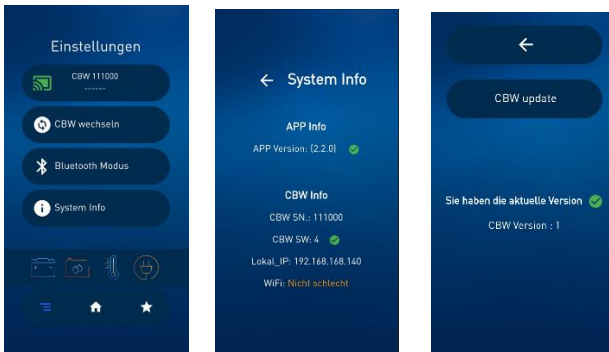 Einstellungen
CBW 111000
------
CBW wechseln
Bluetooth Modus
System Info
System Info
APP Info
APP Version: (2.2.0)
CBW Info
CBW SN.: 111000
CBW SW: 4
Lokal_IP: 192.168.168.140
WiFi: Nicht schlecht
CBW update
Sie haben die aktuelle Version
CBW Version : 1